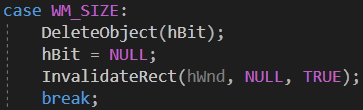 case WM_SIZE:
DeleteObject(hBit);
hBit = NULL;
InvalidateRect(hWnd, NULL, TRUE);
break;